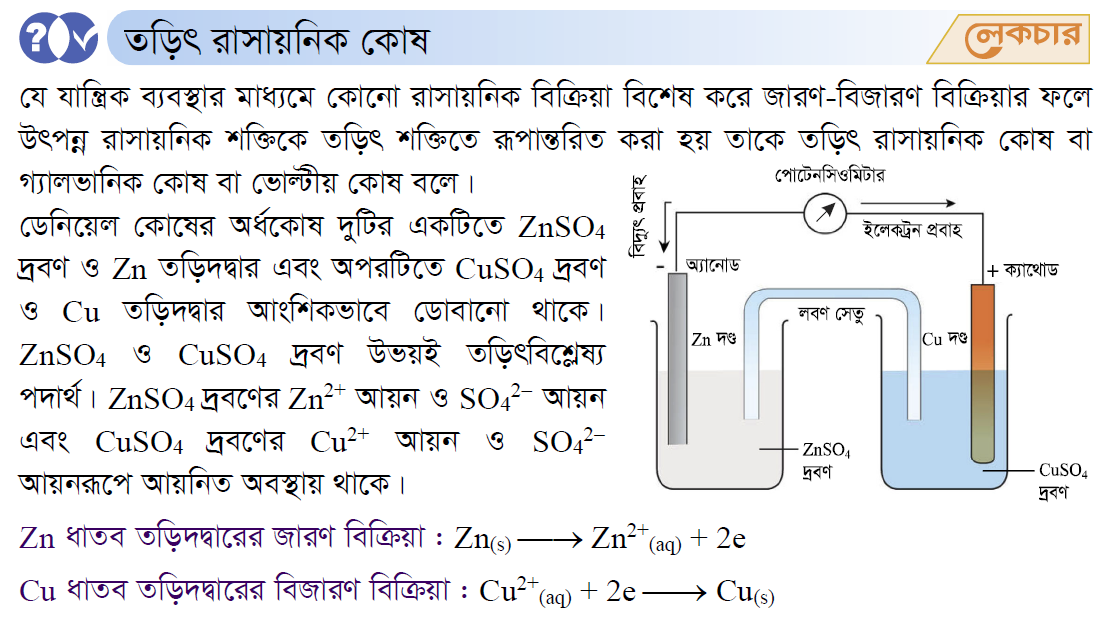 তড়িৎ রাসায়নিক কোষ
লেকচার
যে যান্ত্রিক ব্যবস্থার মাধ্যমে কোনো রাসায়নিক বিক্রিয়া বিশেষ করে জারণ-বিজারণ বিক্রিয়ার ফলে
উৎপন্ন রাসায়নিক শক্তিকে তড়িৎ শক্তিতে রূপান্তরিত করা হয় তাকে তড়িৎ রাসায়নিক কোষ বা
গ্যালভানিক কোষ বা ভোল্টীয় কোষ বলে।
ডেনিয়েল কোষের অর্ধকোষ দুটির একটিতে ZnSO₄
দ্রবণ ও Zn তড়িদদ্বার এবং অপরটিতে CuSO₄ দ্রবণ
ও Cu তড়িদদ্বার আংশিকভাবে ডোবানো থাকে।
ZnSO₄ ও CuSO₄ দ্রবণ উভয়ই তড়িৎবিশ্লেষ্য
পদার্থ। ZnSO₄ দ্রবণের Zn²⁺ আয়ন ও SO₄²⁻ আয়ন
এবং CuSO₄ দ্রবণের Cu²⁺ আয়ন ও SO₄²⁻
আয়নরূপে আয়নিত অবস্থায় থাকে।
পোটেনসিওমিটার
বিদ্যুৎ প্রবাহ
ইলেকট্রন প্রবাহ
- অ্যানোড
+ ক্যাথোড
লবণ সেতু
Zn দণ্ড
Cu দণ্ড
ZnSO₄
দ্রবণ
CuSO₄
দ্রবণ
Zn ধাতব তড়িদদ্বারের জারণ বিক্রিয়া : Zn(s) ⟶ Zn²⁺(aq) + 2e
Cu ধাতব তড়িদদ্বারের বিজারণ বিক্রিয়া : Cu²⁺(aq) + 2e ⟶ Cu(s)